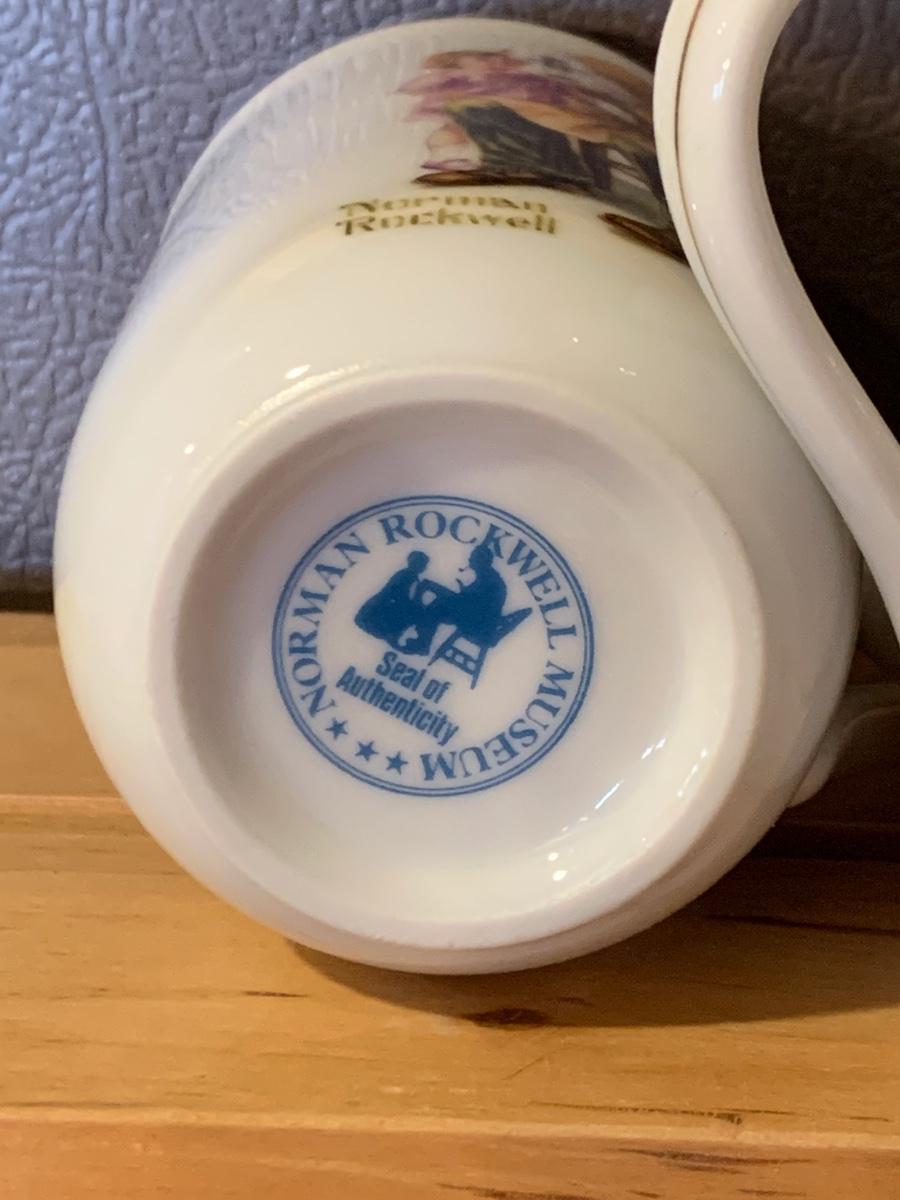 Norman
Rockwell
NORMAN ROCKWELL MUSEUM
Seal of
Authenticity